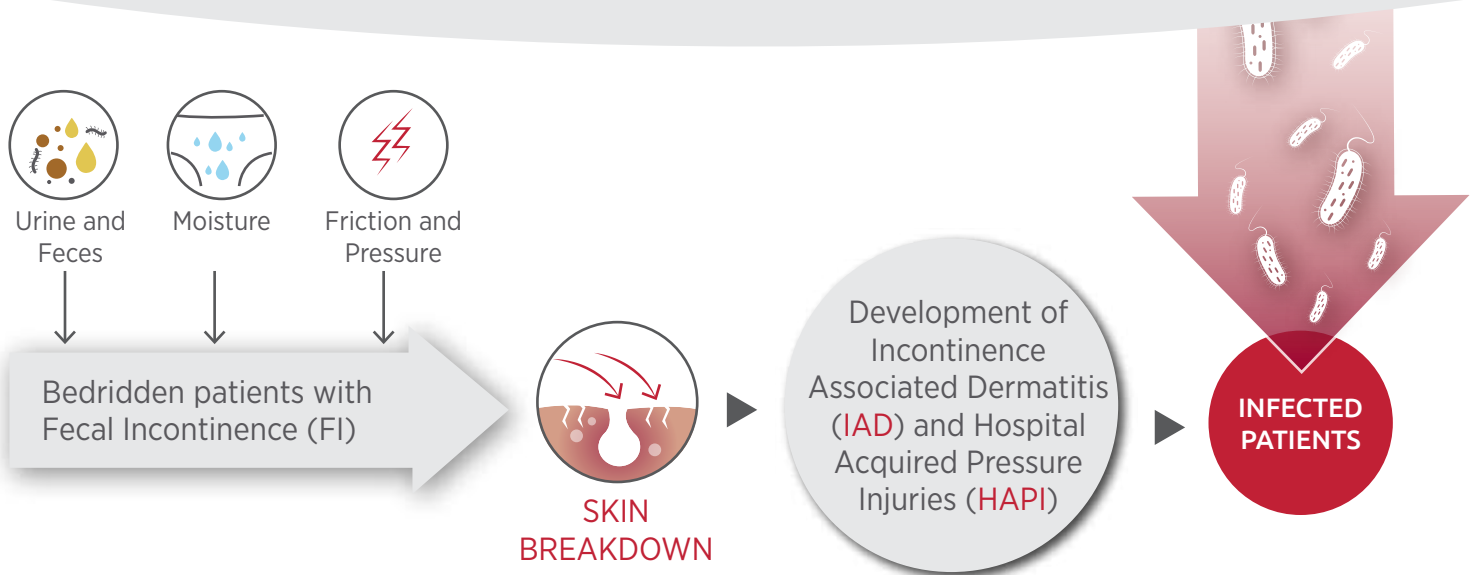 Urine and
Feces
Moisture
Friction and
Pressure
Bedridden patients with
Fecal Incontinence (FI)
SKIN
BREAKDOWN
Development of
Incontinence
Associated Dermatitis
(IAD) and Hospital
Acquired Pressure
Injuries (HAPI)
INFECTED
PATIENTS